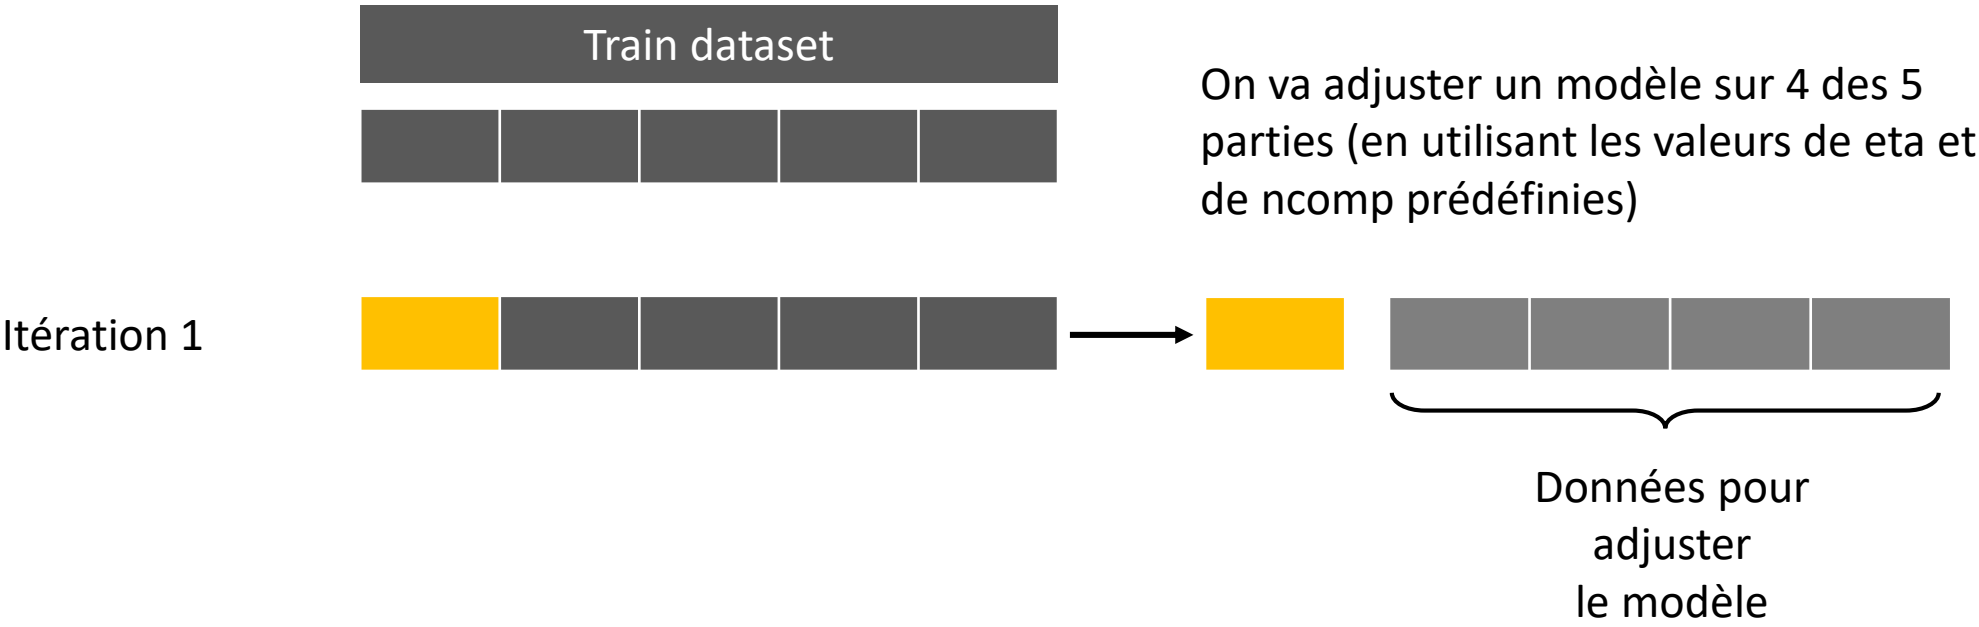 Train dataset
On va adjuster un modèle sur 4 des 5
parties (en utilisant les valeurs de eta et
de ncomp prédéfinies)
Itération 1
Données pour
adjuster
le modèle